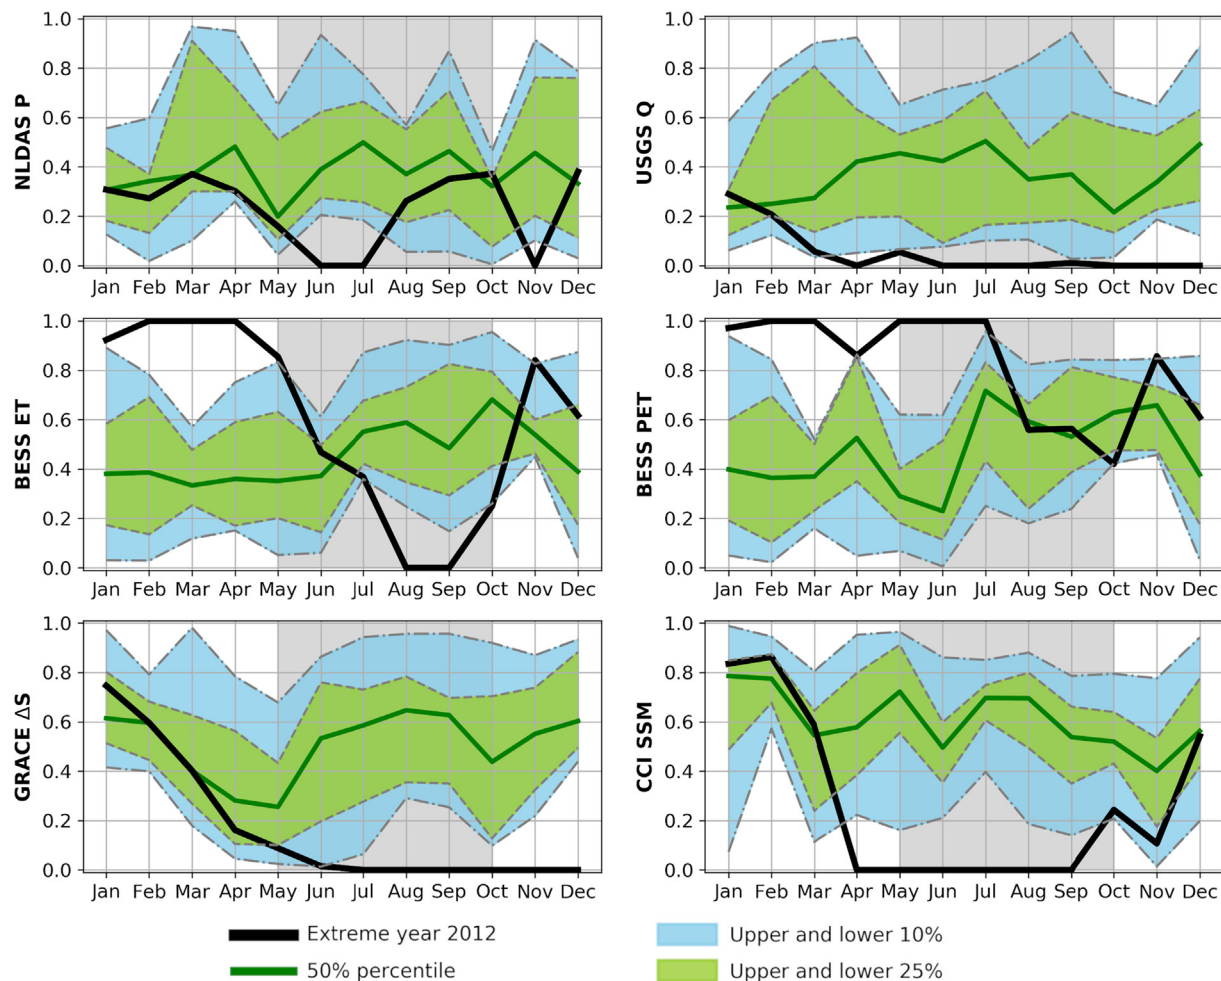 NLDAS P
1.0
0.8
0.6
0.4
0.2
0.0
Jan Feb Mar Apr May Jun Jul Aug Sep Oct Nov Dec
USGS Q
1.0
0.8
0.6
0.4
0.2
0.0
Jan Feb Mar Apr May Jun Jul Aug Sep Oct Nov Dec
BESS ET
1.0
0.8
0.6
0.4
0.2
0.0
Jan Feb Mar Apr May Jun Jul Aug Sep Oct Nov Dec
BESS PET
1.0
0.8
0.6
0.4
0.2
0.0
Jan Feb Mar Apr May Jun Jul Aug Sep Oct Nov Dec
GRACE ΔS
1.0
0.8
0.6
0.4
0.2
0.0
Jan Feb Mar Apr May Jun Jul Aug Sep Oct Nov Dec
CCI SSM
1.0
0.8
0.6
0.4
0.2
0.0
Jan Feb Mar Apr May Jun Jul Aug Sep Oct Nov Dec
Extreme year 2012
50% percentile
Upper and lower 10%
Upper and lower 25%